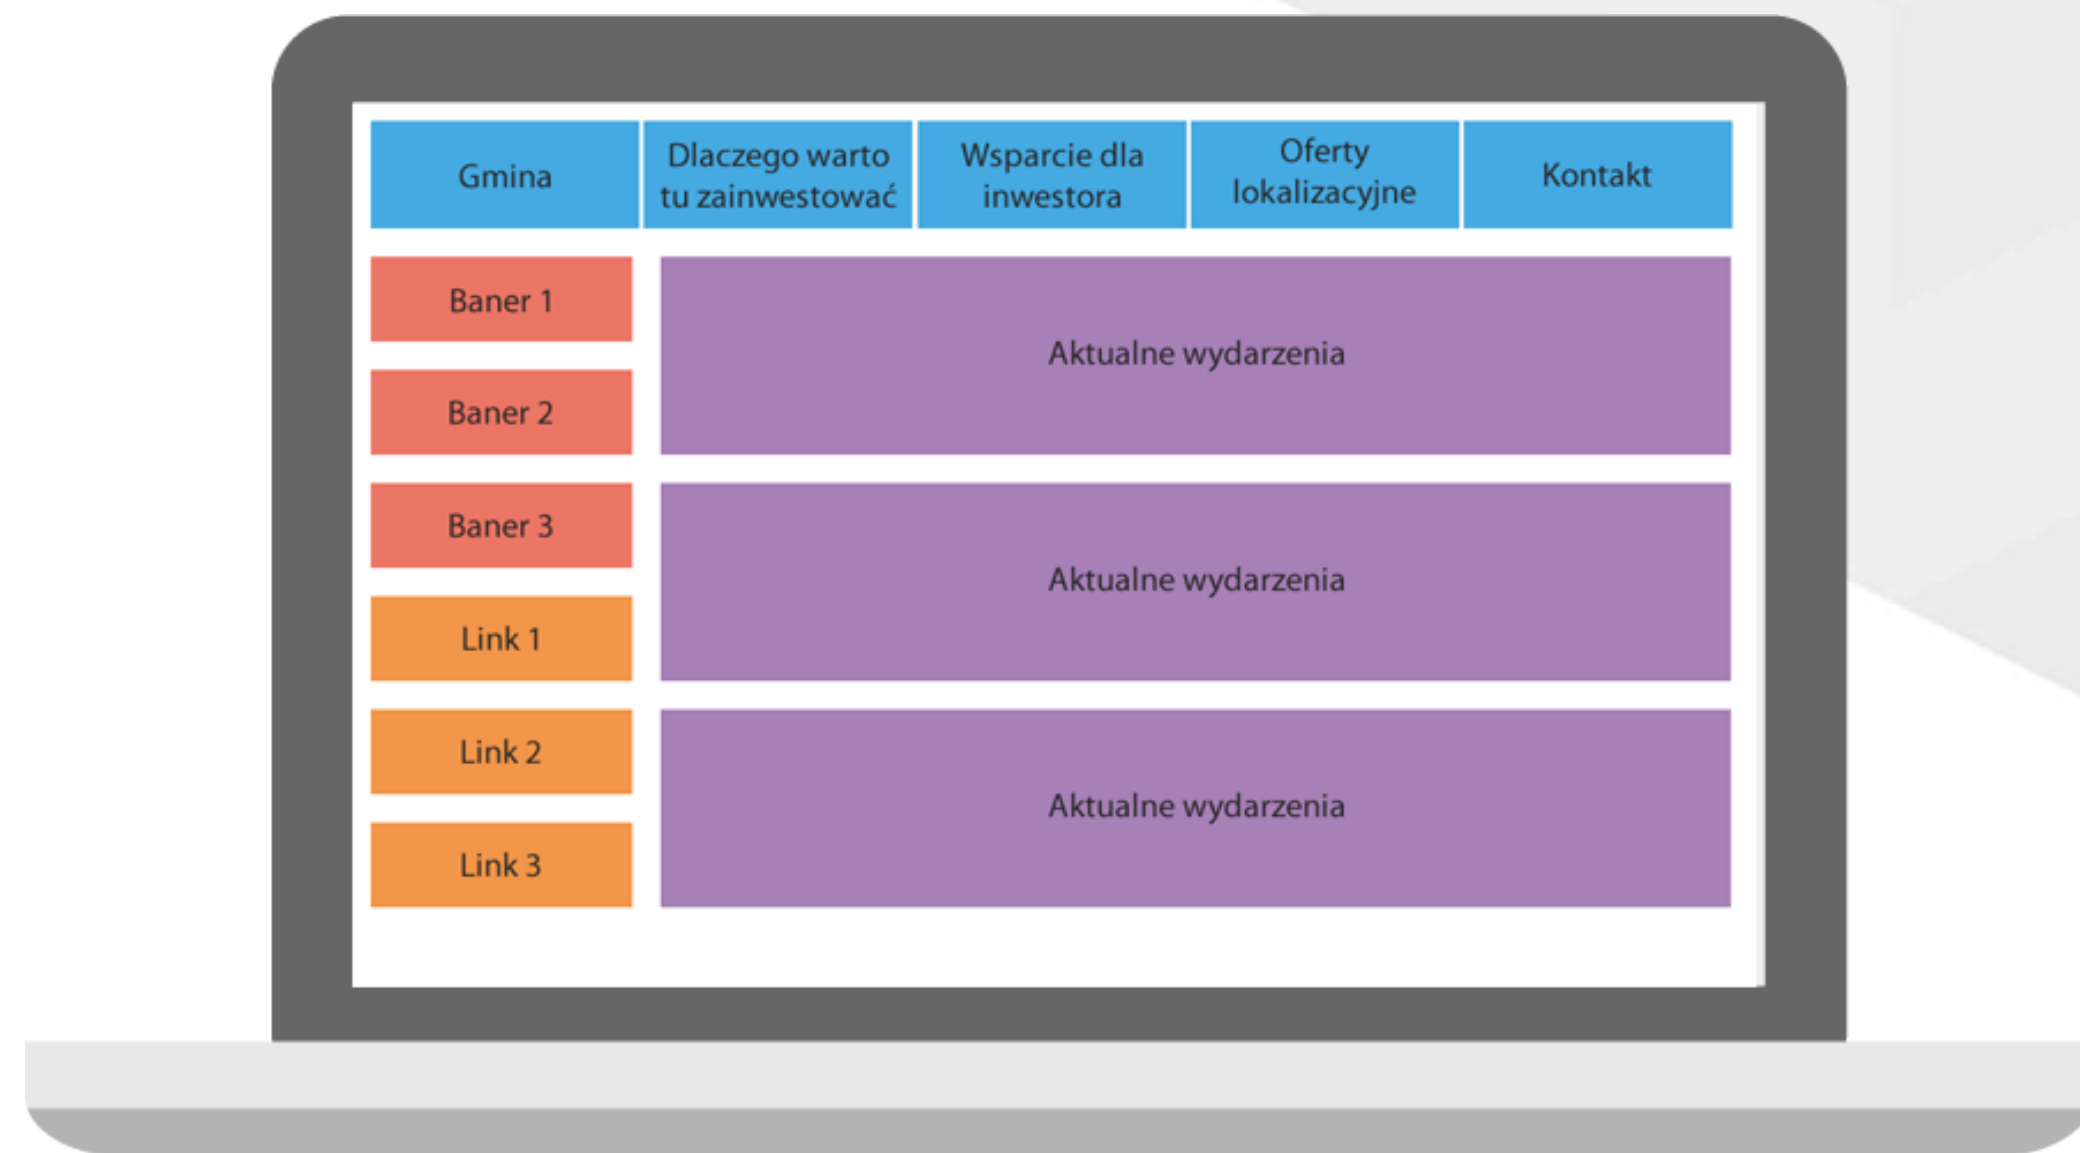 Gmina
Dlaczego warto
tu zainwestować
Wsparcie dla
inwestora
Oferty
lokalizacyjne
Kontakt
Baner 1
Baner 2
Baner 3
Link 1
Link 2
Link 3
Aktualne wydarzenia
Aktualne wydarzenia
Aktualne wydarzenia